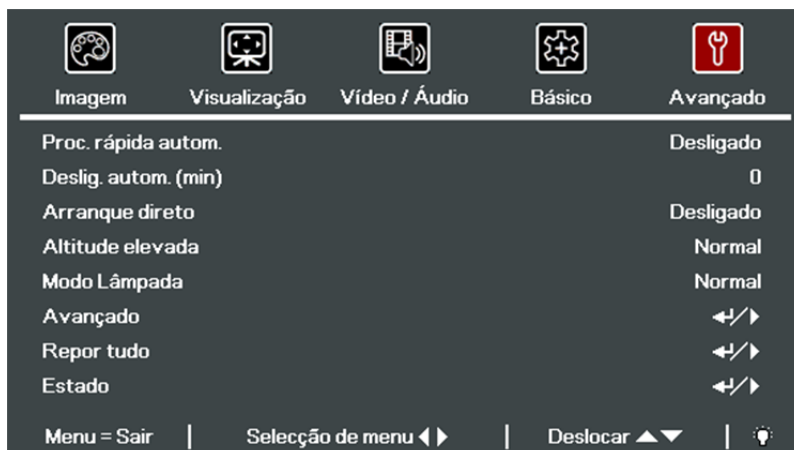 Imagem Visualização Vídeo / Áudio Básico Avançado
Proc. rápida autom. Desligado
Deslig. autom. (min) 0
Arranque direto Desligado
Altitude elevada Normal
Modo Lâmpada Normal
Avançado ↵/▶
Repor tudo ↵/▶
Estado ↵/▶
Menu = Sair | Selecção de menu ◀▶ | Deslocar ▲▼ |